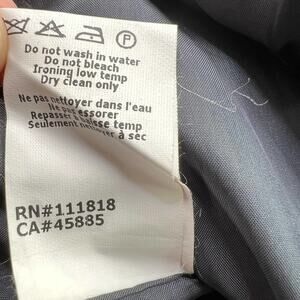 P
Do not wash in water
Do not bleach
Ironing low temp
Dry clean only
Ne pas nettoyer dans l'eau
Ne pas essorer
Repasser à basse temp
Seulement nettoyer à sec
RN#111818
CA#45885